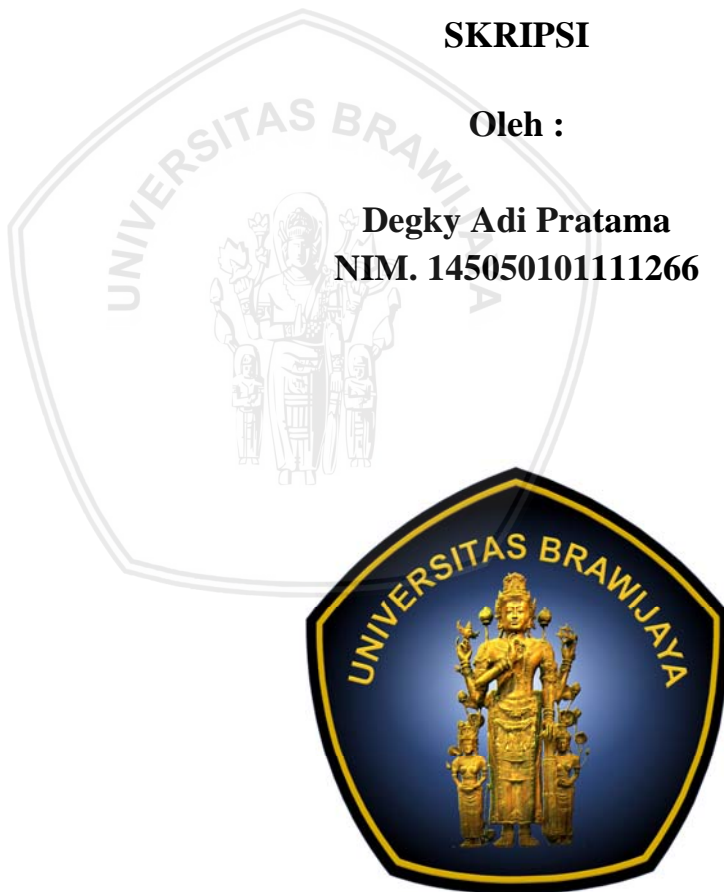 SKRIPSI
Oleh :
Degky Adi Pratama
NIM. 145050101111266
UNIVERSITAS BRAWIJAYA
UNIVERSITAS BRAWIJAYA